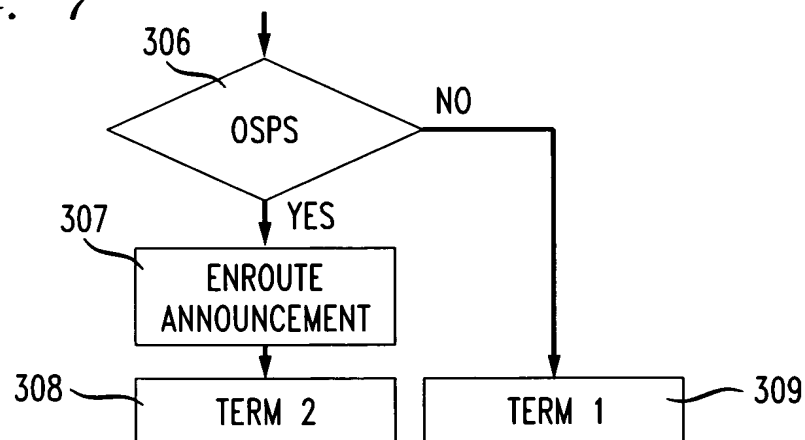 306
OSPS
NO
YES
307
ENROUTE
ANNOUNCEMENT
308
TERM 2
TERM 1
309